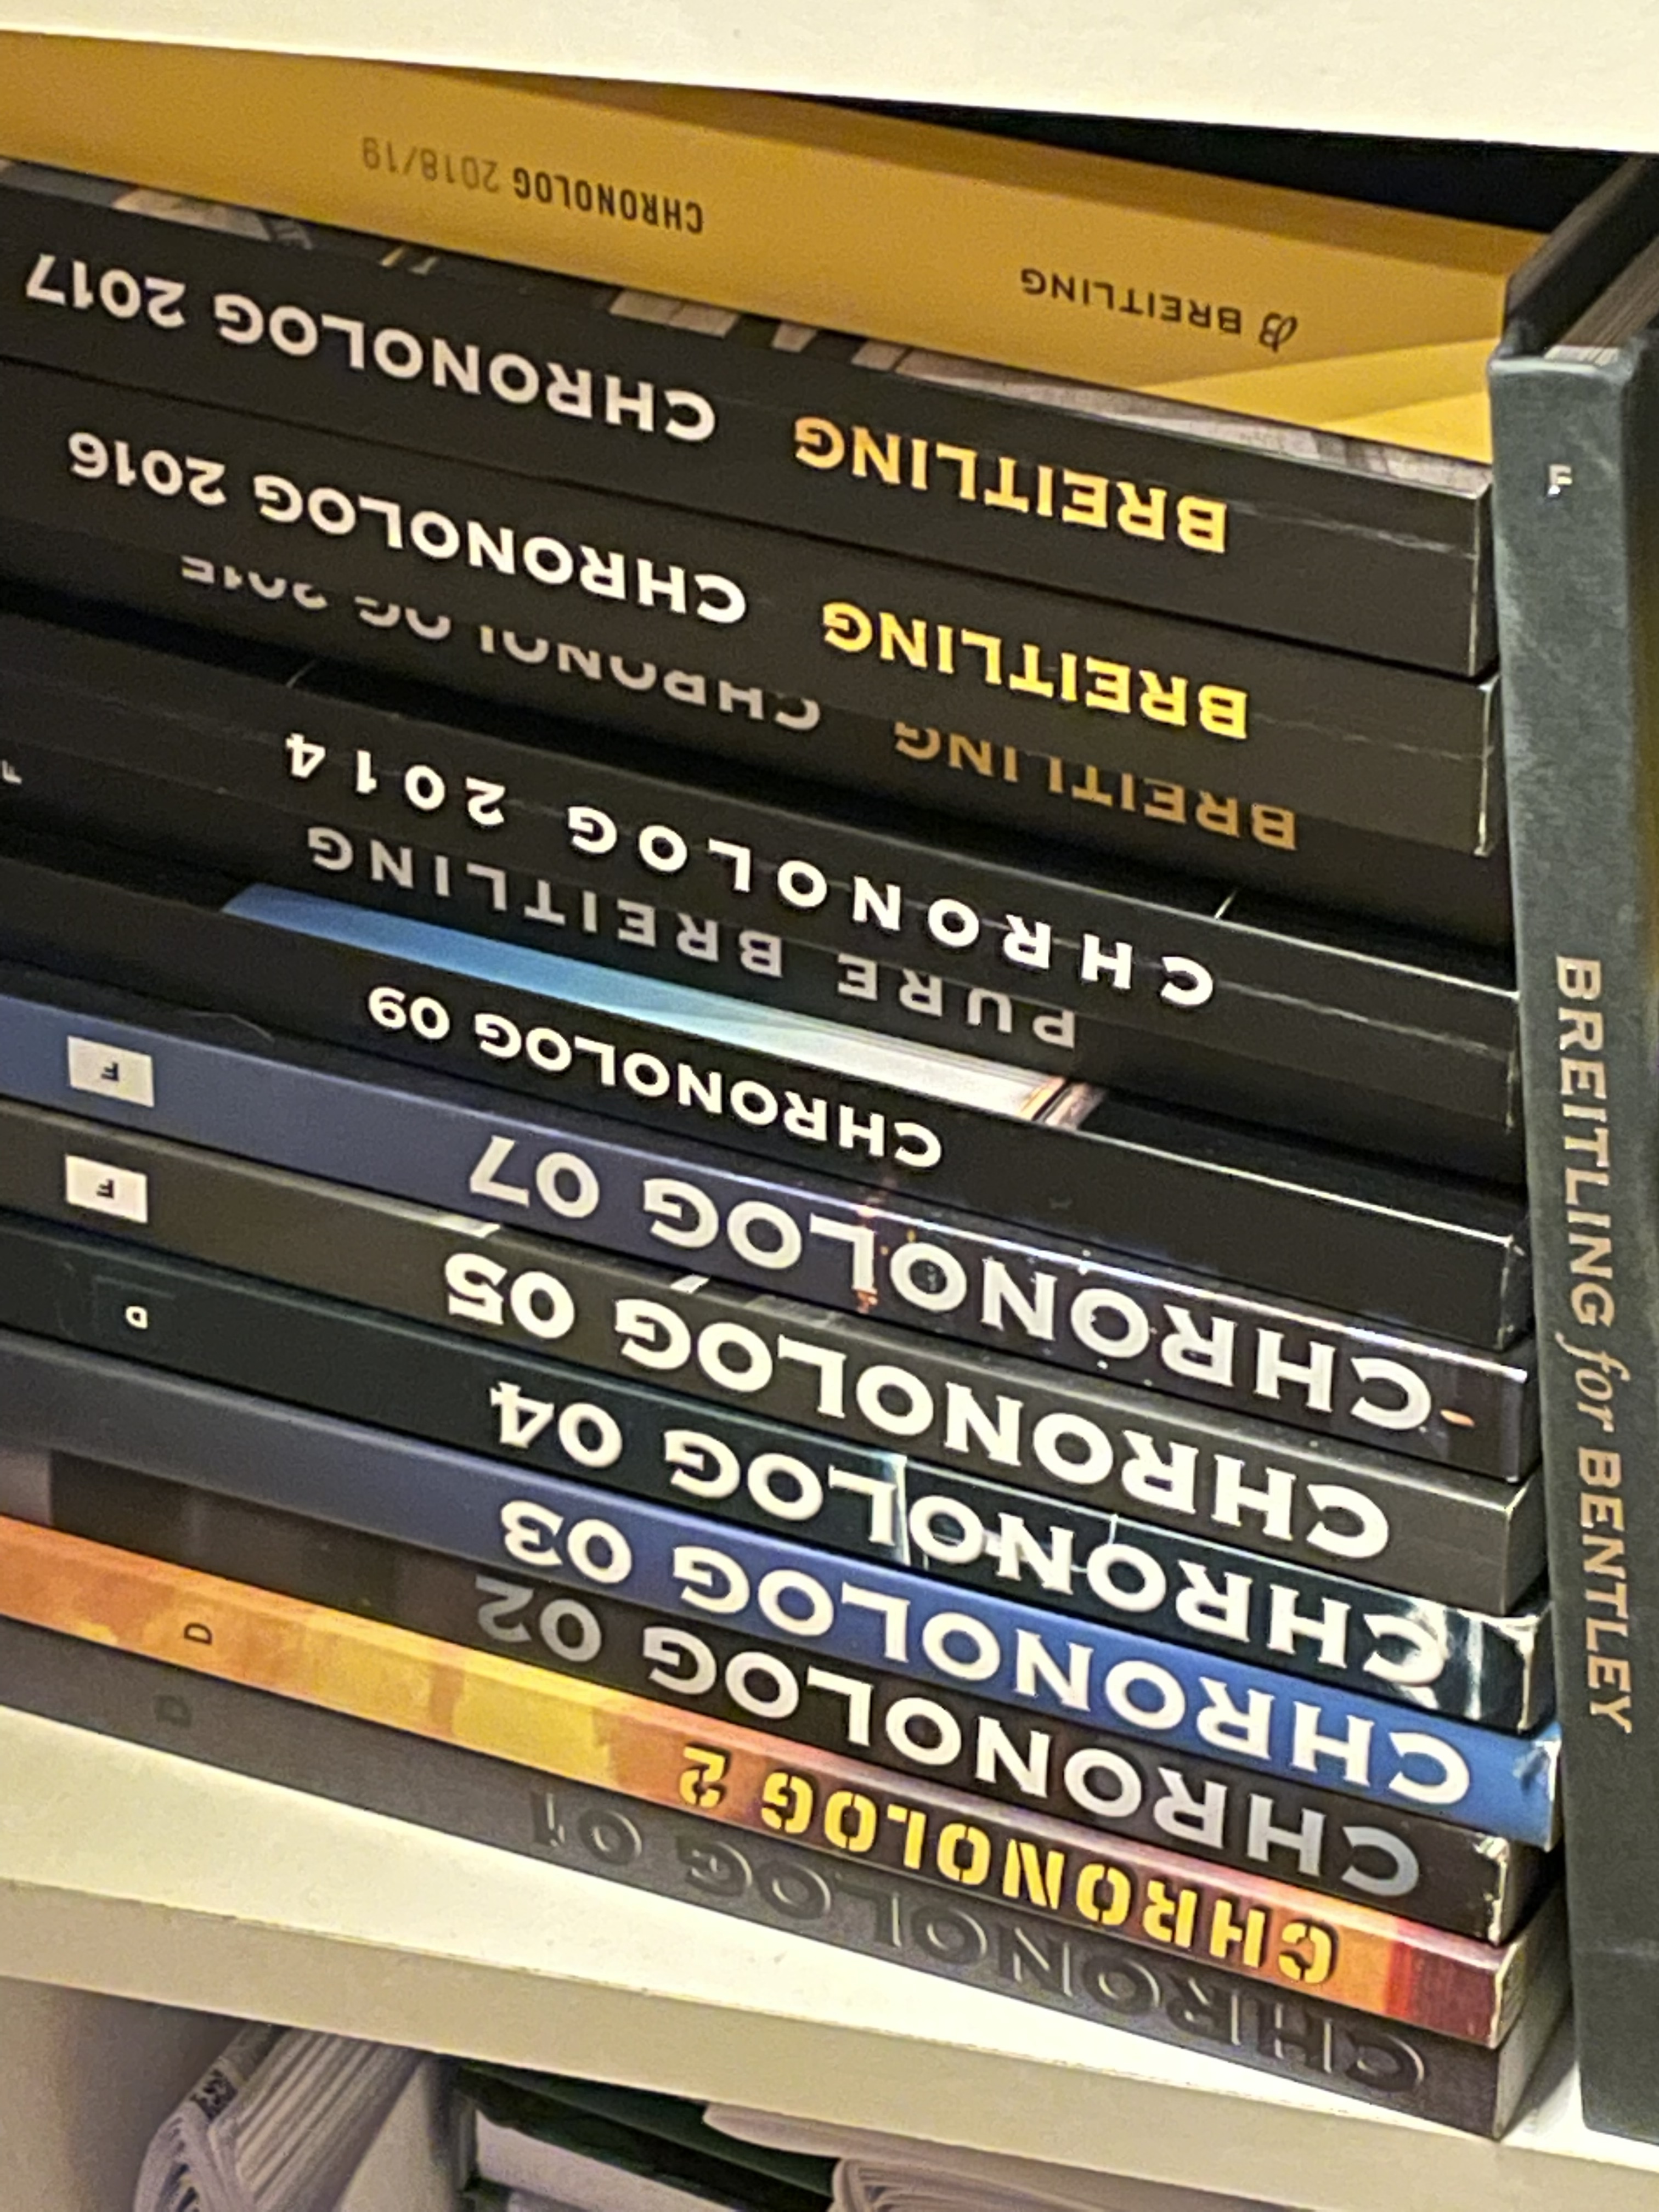 BREITLING CHRONOLOG 2018/19
BREITLING CHRONOLOG 2017
BREITLING CHRONOLOG 2016
BREITLING CHRONOLOG 2015
CHRONOLOG 2014 F
PURE BREITLING
CHRONOLOG 09
CHRONOLOG 07 F
CHRONOLOG 05 F
CHRONOLOG 04 D
CHRONOLOG 03
CHRONOLOG 02
CHRONOLOG 2 D
CHRONOLOG 01 D
F BREITLING for BENTLEY